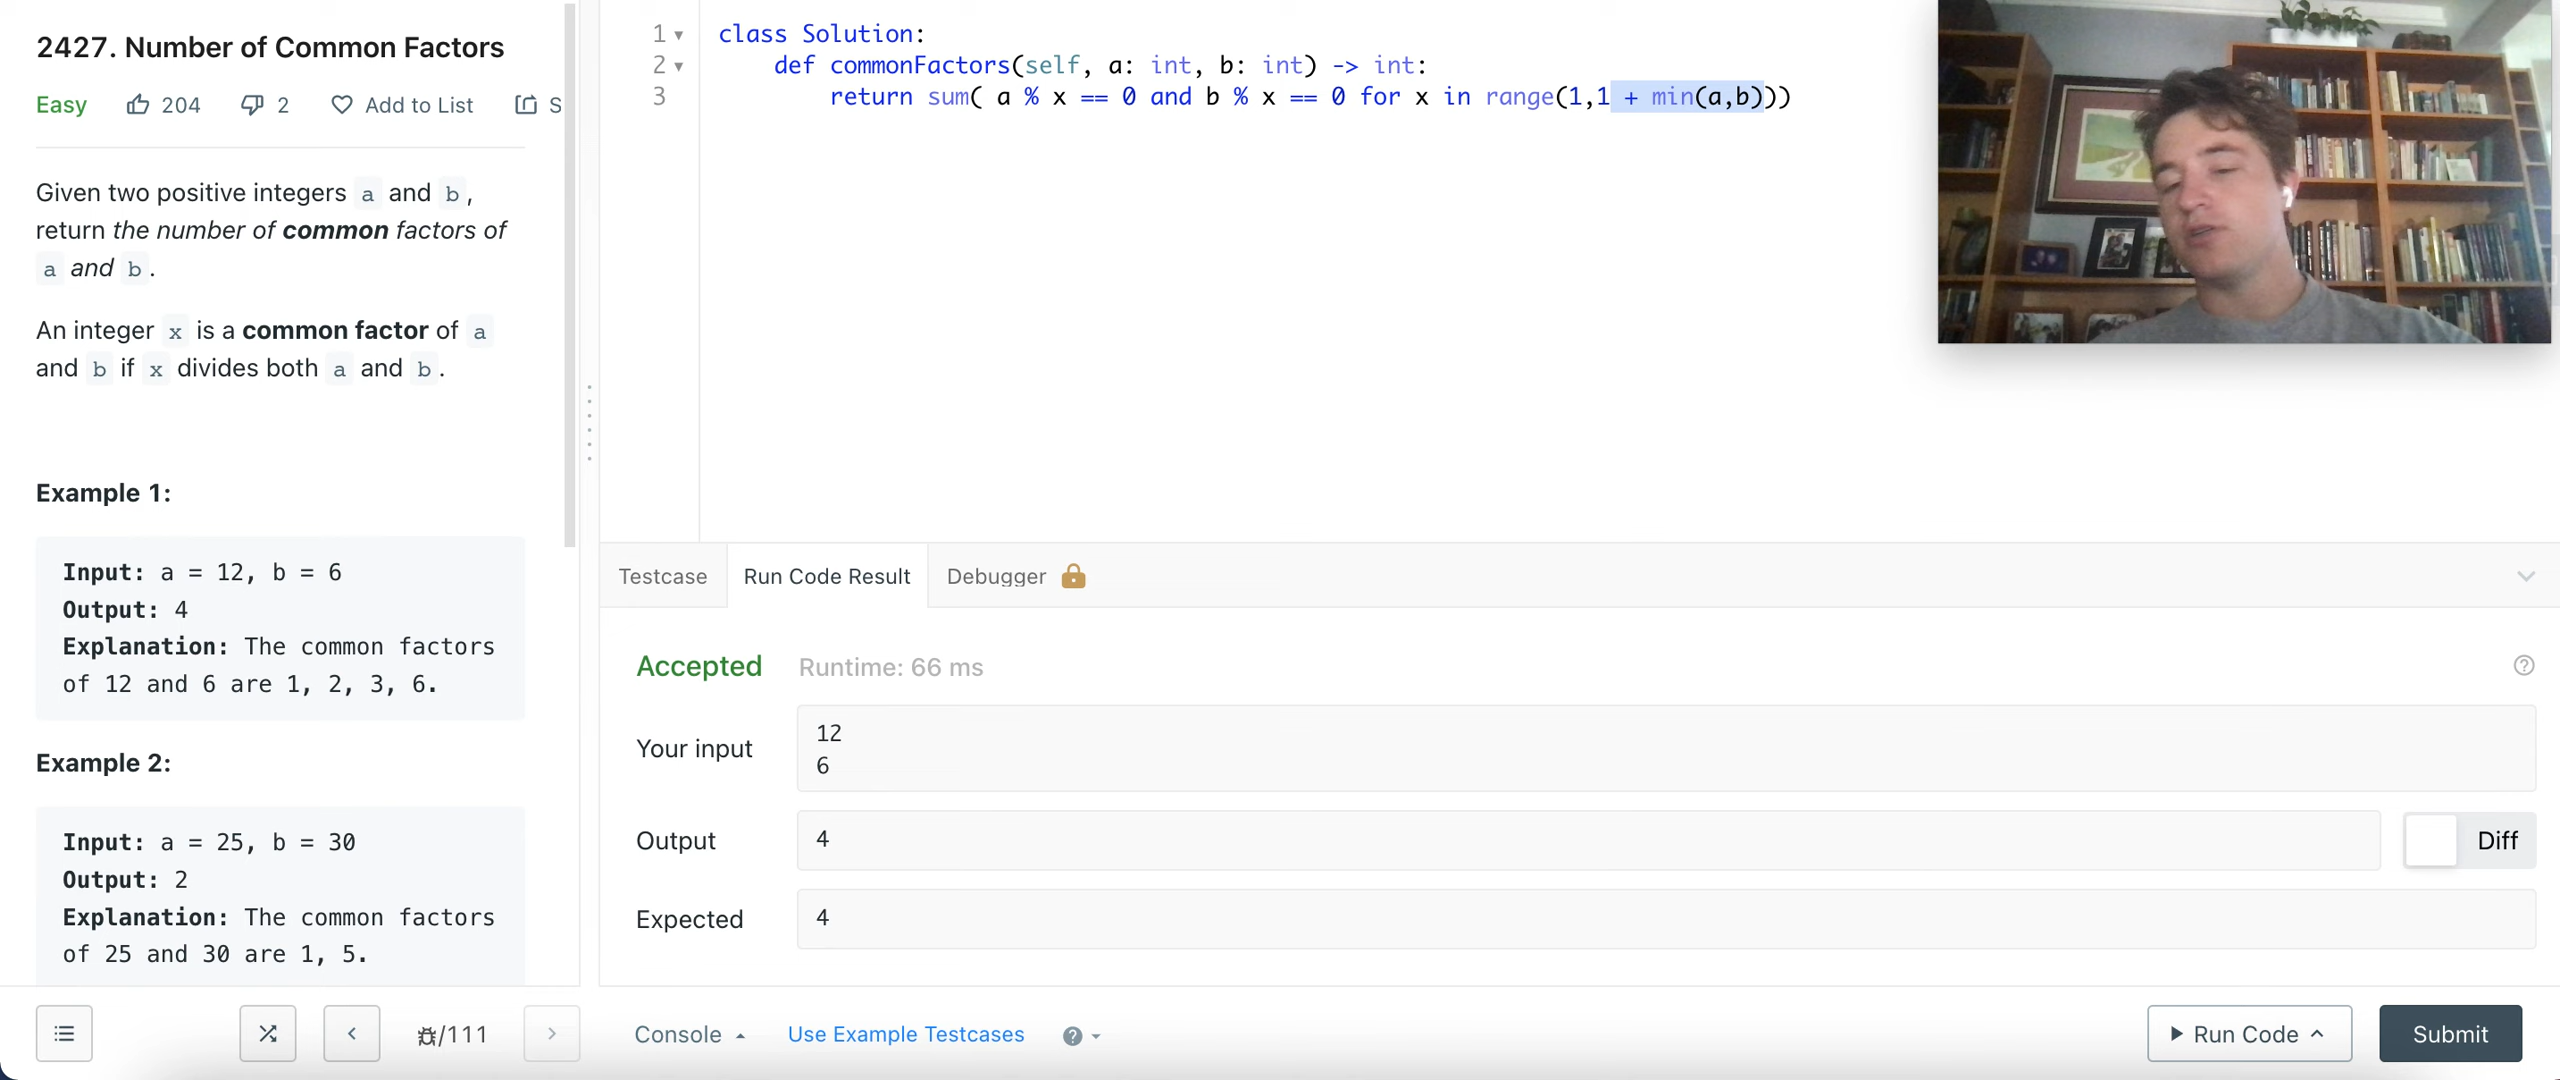 2427. Number of Common Factors
Easy 204 2 Add to List S
Given two positive integers a and b,
return the number of common factors of
a and b.
An integer x is a common factor of a
and b if x divides both a and b.
Example 1:
Input: a = 12, b = 6
Output: 4
Explanation: The common factors
of 12 and 6 are 1, 2, 3, 6.
Example 2:
Input: a = 25, b = 30
Output: 2
Explanation: The common factors
of 25 and 30 are 1, 5.
/111
1 class Solution:
2 def commonFactors(self, a: int, b: int) -> int:
3 return sum( a % x == 0 and b % x == 0 for x in range(1,1 + min(a,b)))
Testcase Run Code Result Debugger
Accepted Runtime: 66 ms
Your input
12
6
Output 4 Diff
Expected 4
Console Use Example Testcases Run Code Submit